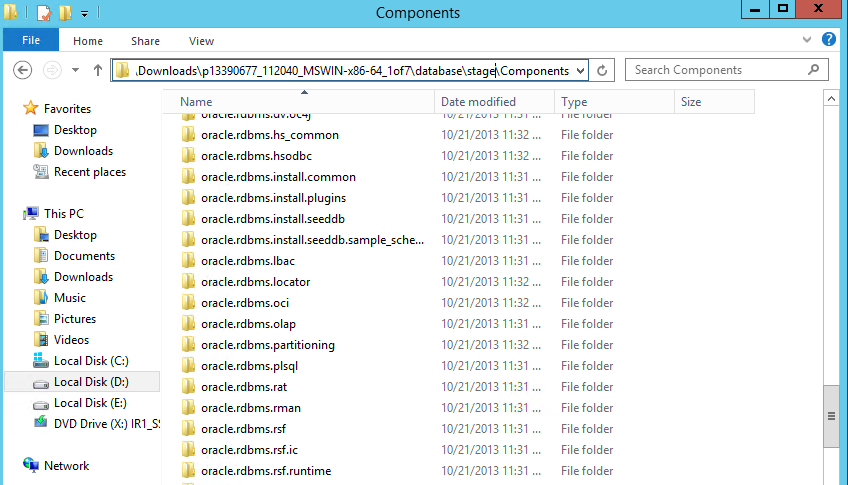 Components
File Home Share View
.\Downloads\p13390677_112040_MSWIN-x86-64_1of7\database\stage\Components Search Components
Name Date modified Type Size
Favorites
Desktop
Downloads
Recent places
This PC
Desktop
Documents
Downloads
Music
Pictures
Videos
Local Disk (C:)
Local Disk (D:)
Local Disk (E:)
DVD Drive (X:) IR1_SS
Network
oracle.rdbms.dv.oc4j 10/21/2013 11:31 ... File folder
oracle.rdbms.hs_common 10/21/2013 11:32 ... File folder
oracle.rdbms.hsodbc 10/21/2013 11:32 ... File folder
oracle.rdbms.install.common 10/21/2013 11:31 ... File folder
oracle.rdbms.install.plugins 10/21/2013 11:31 ... File folder
oracle.rdbms.install.seeddb 10/21/2013 11:31 ... File folder
oracle.rdbms.install.seeddb.sample_sche... 10/21/2013 11:31 ... File folder
oracle.rdbms.lbac 10/21/2013 11:31 ... File folder
oracle.rdbms.locator 10/21/2013 11:32 ... File folder
oracle.rdbms.oci 10/21/2013 11:32 ... File folder
oracle.rdbms.olap 10/21/2013 11:31 ... File folder
oracle.rdbms.partitioning 10/21/2013 11:32 ... File folder
oracle.rdbms.plsql 10/21/2013 11:31 ... File folder
oracle.rdbms.rat 10/21/2013 11:31 ... File folder
oracle.rdbms.rman 10/21/2013 11:31 ... File folder
oracle.rdbms.rsf 10/21/2013 11:31 ... File folder
oracle.rdbms.rsf.ic 10/21/2013 11:31 ... File folder
oracle.rdbms.rsf.runtime 10/21/2013 11:31 ... File folder